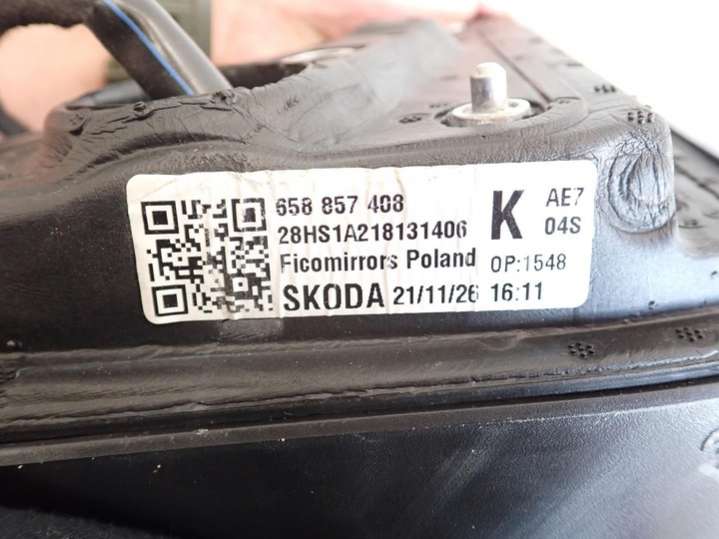 658 857 408
28HS1A218131406
Ficomirrors Poland
SKODA 21/11/26 16:11
K
AE7
04S
OP:1548